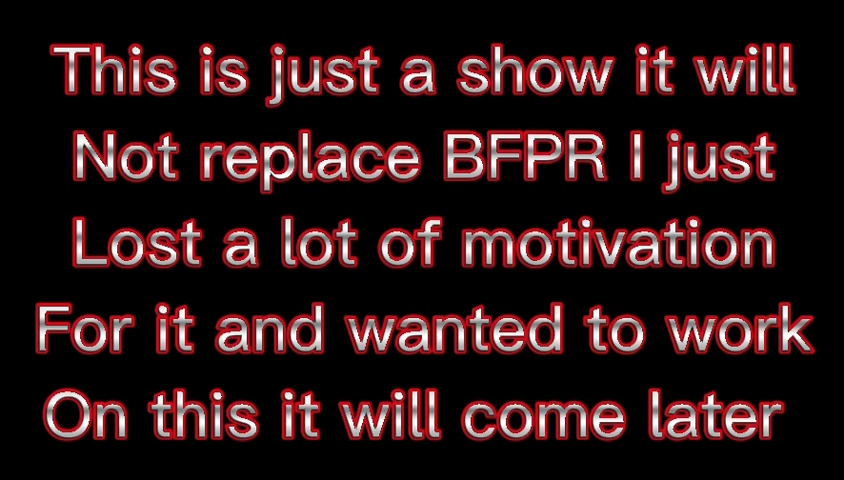 This is just a show it will
Not replace BFPR I just
Lost a lot of motivation
For it and wanted to work
On this it will come later